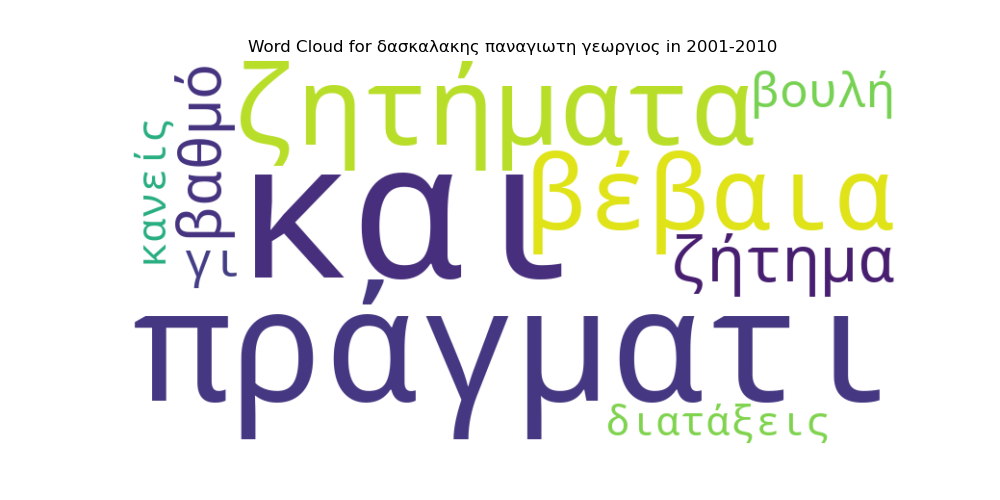 Word Cloud for δασκαλακης παναγιωτη γεωργιος in 2001-2010
ζητήματα
βουλή
βαθμό
κανείς
βέβαια
και
γι
ζήτημα
πράγματι
διατάξεις